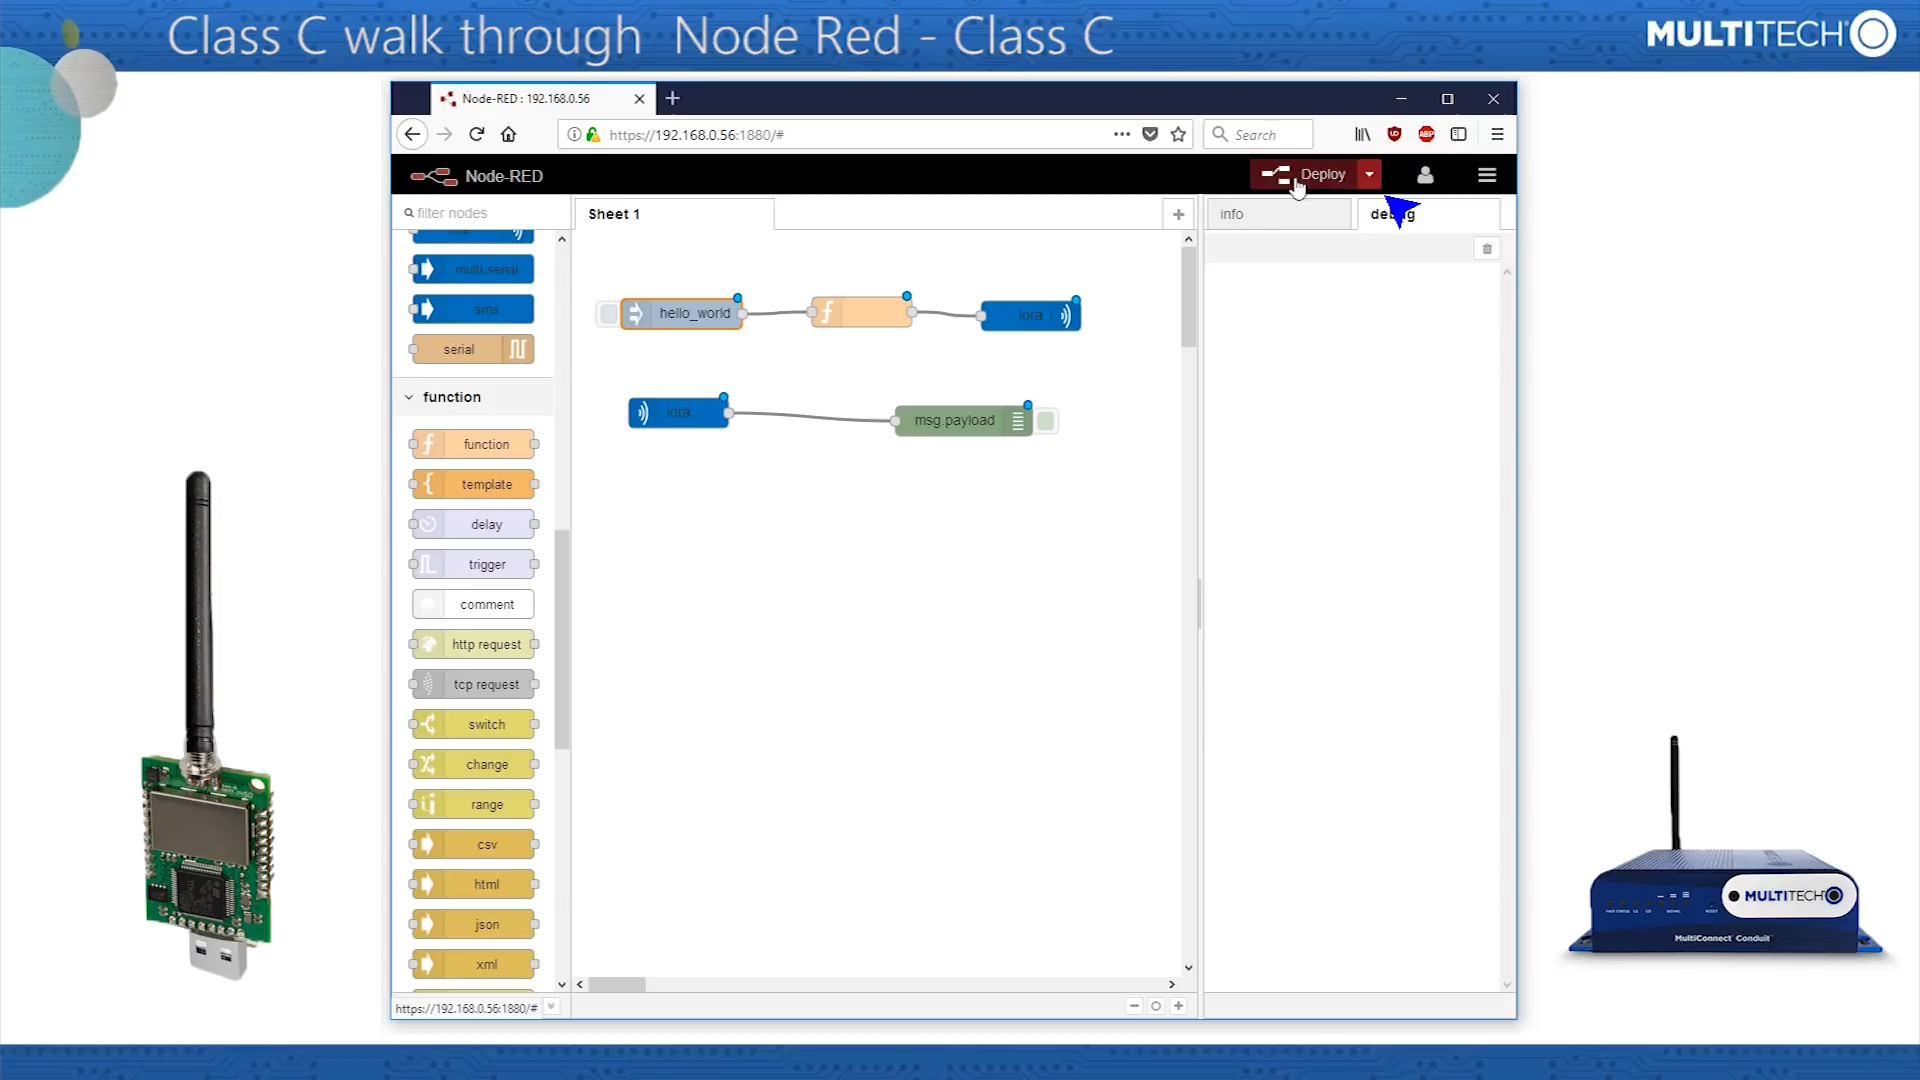 Class C walk through Node Red - Class C
MULTITECH
Node-RED : 192.168.0.56
https://192.168.0.56:1880/#
Search
Node-RED
Deploy
filter nodes
Sheet 1
info
debug
multi serial
sms
serial
function
function
template
delay
trigger
comment
http request
tcp request
switch
change
range
csv
html
json
xml
hello_world
f
lora
lora
msg.payload
https://192.168.0.56:1880/#
MULTITECH
MultiConnect Conduit